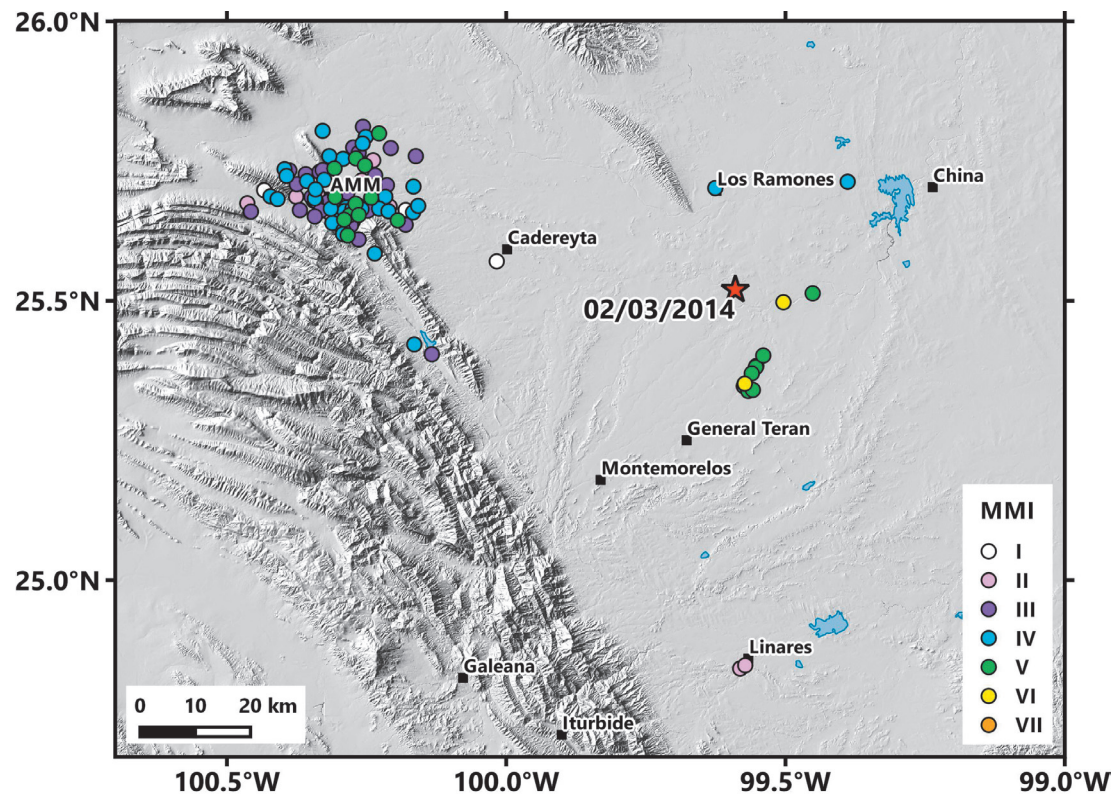 26.0°N
25.5°N
25.0°N
100.5°W
100.0°W
99.5°W
99.0°W
AMM
Los Ramones
China
Cadereyta
02/03/2014
General Teran
Montemorelos
Linares
Galeana
Iturbide
0 10 20 km
MMI
I
II
III
IV
V
VI
VII